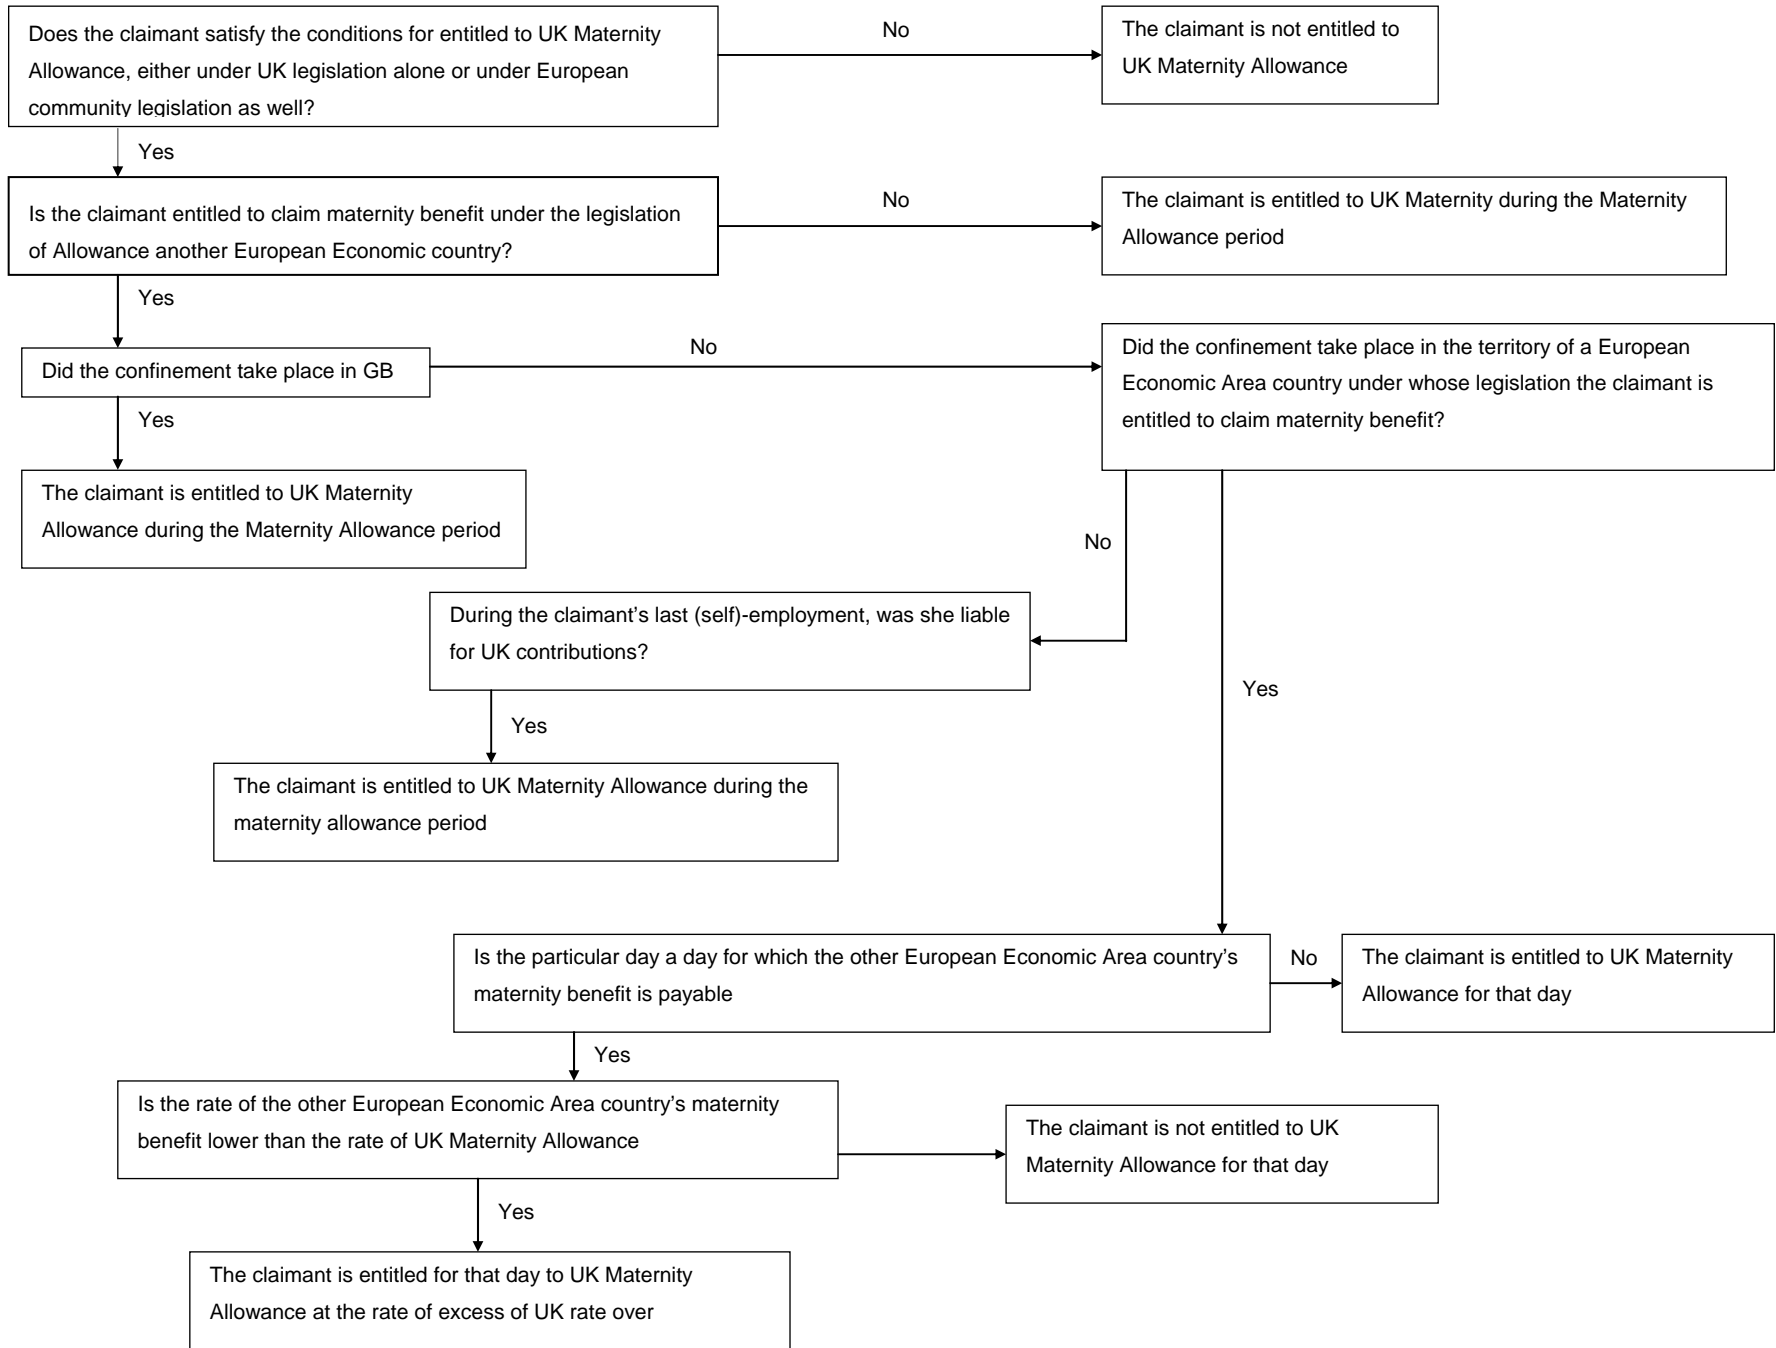 Does the claimant satisfy the conditions for entitled to UK Maternity
Allowance, either under UK legislation alone or under European
community legislation as well?
No
The claimant is not entitled to
UK Maternity Allowance
Yes
Is the claimant entitled to claim maternity benefit under the legislation
of Allowance another European Economic country?
No
The claimant is entitled to UK Maternity during the Maternity
Allowance period
Yes
Did the confinement take place in GB
No
Did the confinement take place in the territory of a European
Economic Area country under whose legislation the claimant is
entitled to claim maternity benefit?
Yes
The claimant is entitled to UK Maternity
Allowance during the Maternity Allowance period
No
During the claimant’s last (self)-employment, was she liable
for UK contributions?
Yes
Yes
The claimant is entitled to UK Maternity Allowance during the
maternity allowance period
Is the particular day a day for which the other European Economic Area country’s
maternity benefit is payable
No
The claimant is entitled to UK Maternity
Allowance for that day
Yes
Is the rate of the other European Economic Area country’s maternity
benefit lower than the rate of UK Maternity Allowance
The claimant is not entitled to UK
Maternity Allowance for that day
Yes
The claimant is entitled for that day to UK Maternity
Allowance at the rate of excess of UK rate over